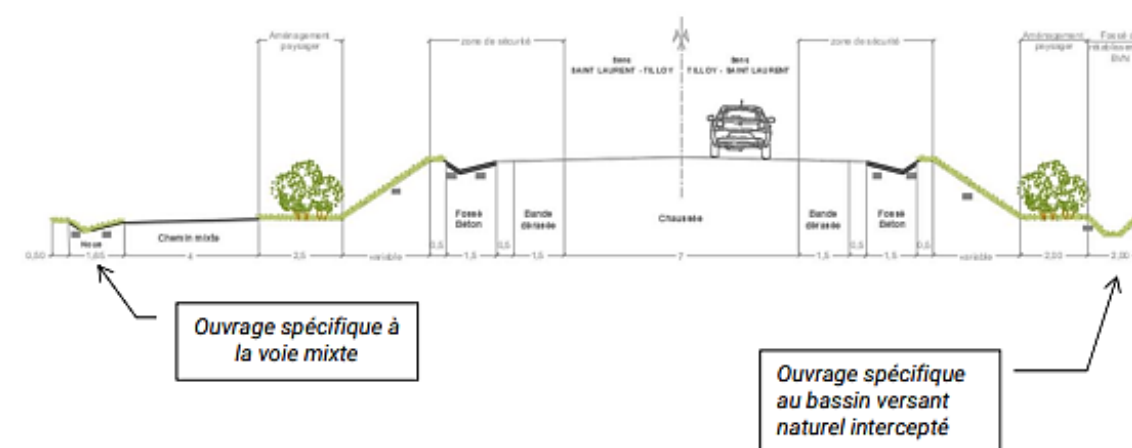 Aménagement
paysager
zone de sécurité
Sens
SAINT LAURENT - TILLOY
Sens
TILLOY - SAINT LAURENT
zone de sécurité
Aménagement
paysager
Fossé
Noue
Chemin mixte
Fossé
Béton
Bande
dérasée
Chaussée
Bande
dérasée
Fossé
Béton
0,50
1,65
4
2,5
variable
0,5
1,5
0,5
1,5
7
1,5
0,5
1,5
0,5
variable
2,00
2,00
Ouvrage spécifique à
la voie mixte
Ouvrage spécifique
au bassin versant
naturel intercepté